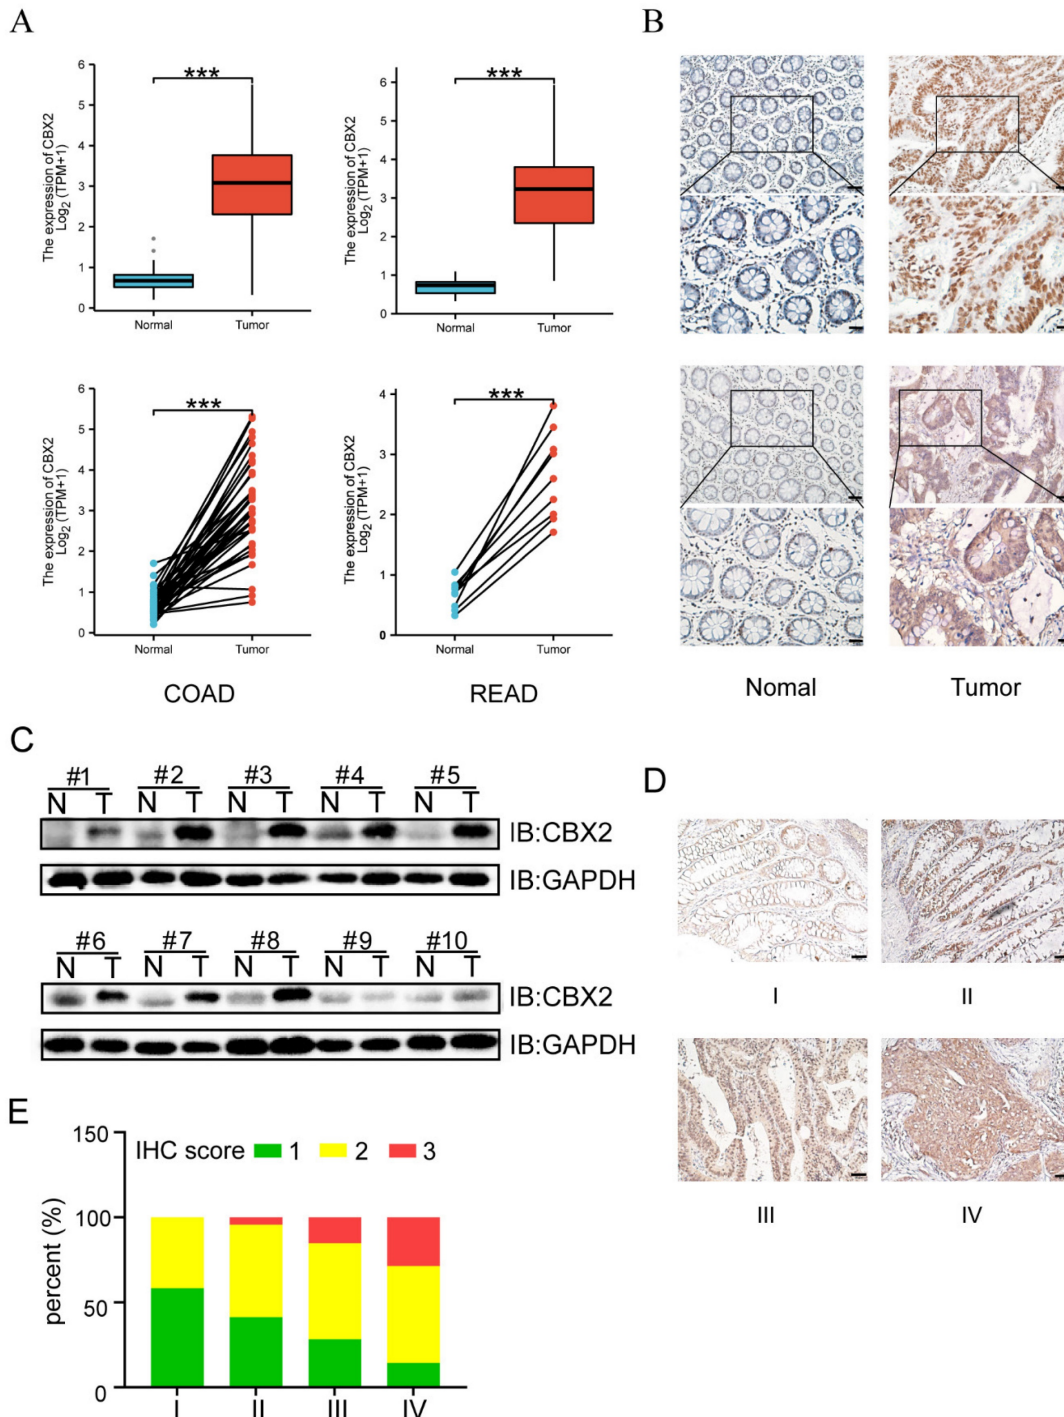 A
B
The expression of CBX2
Log2 (TPM+1)
6
5
4
3
2
1
0
***
Normal
Tumor
The expression of CBX2
Log2 (TPM+1)
6
5
4
3
2
1
0
***
Normal
Tumor
The expression of CBX2
Log2 (TPM+1)
6
5
4
3
2
1
0
***
Normal
Tumor
COAD
The expression of CBX2
Log2 (TPM+1)
4
3
2
1
0
***
Normal
Tumor
READ
Nomal
Tumor
C
#1 #2 #3 #4 #5
N T N T N T N T N T
IB:CBX2
IB:GAPDH
#6 #7 #8 #9 #10
N T N T N T N T N T
IB:CBX2
IB:GAPDH
D
I
II
III
IV
E
IHC score 1 2 3
percent (%)
150
100
50
0
I II III IV